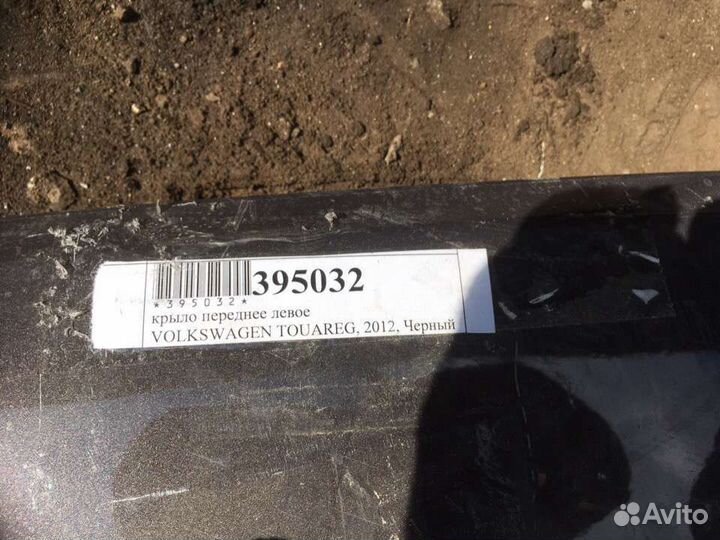 395032
*395032*
крыло переднее левое
VOLKSWAGEN TOUAREG, 2012, Черный
Avito